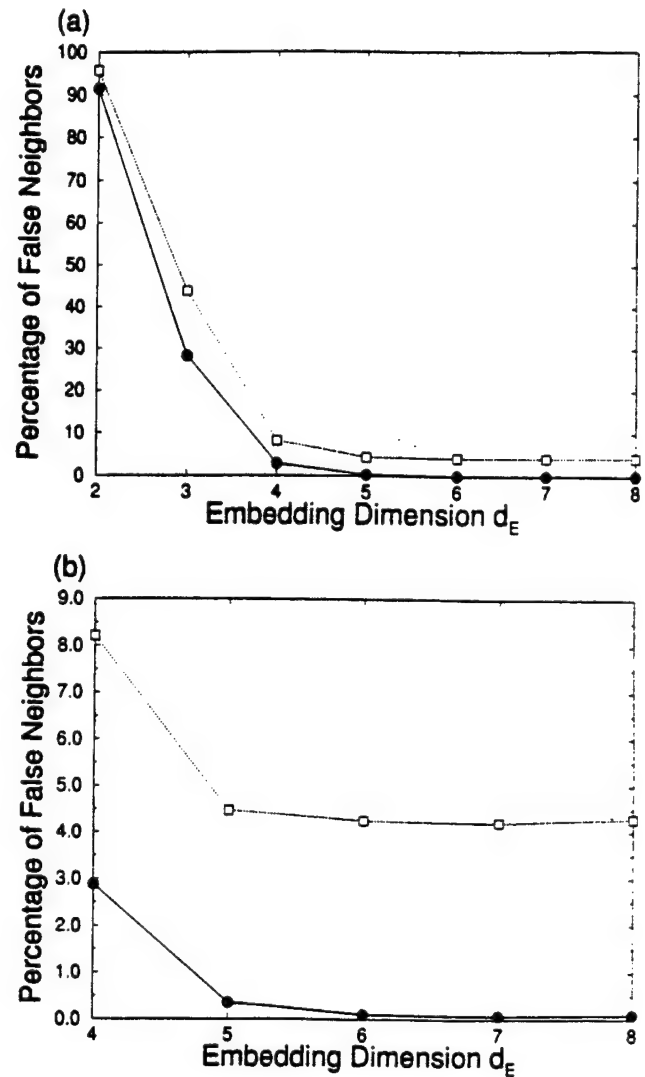 (a)
Percentage of False Neighbors
100
90
80
70
60
50
40
30
20
10
0
2 3 4 5 6 7 8
Embedding Dimension d_E
(b)
Percentage of False Neighbors
9.0
8.0
7.0
6.0
5.0
4.0
3.0
2.0
1.0
0.0
4 5 6 7 8
Embedding Dimension d_E